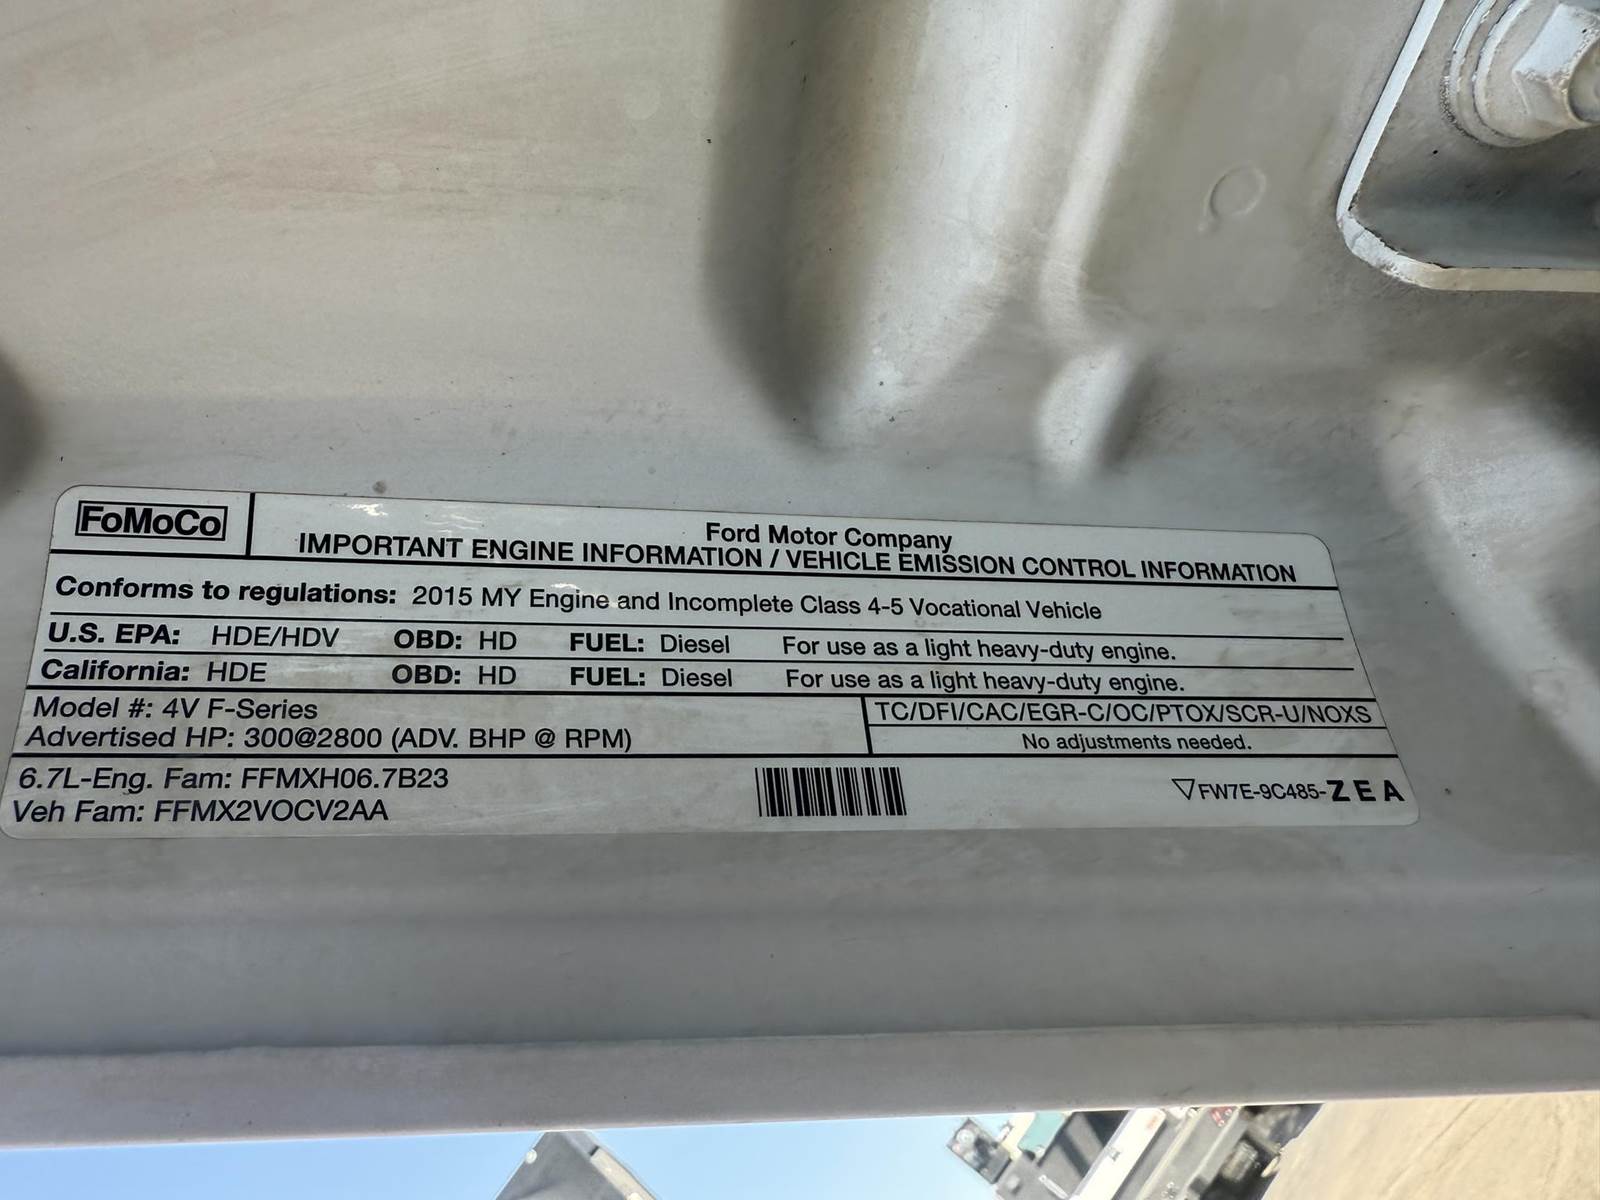 FoMoCo
Ford Motor Company
IMPORTANT ENGINE INFORMATION / VEHICLE EMISSION CONTROL INFORMATION
Conforms to regulations: 2015 MY Engine and Incomplete Class 4-5 Vocational Vehicle
U.S. EPA: HDE/HDV OBD: HD FUEL: Diesel For use as a light heavy-duty engine.
California: HDE OBD: HD FUEL: Diesel For use as a light heavy-duty engine.
Model #: 4V F-Series
Advertised HP: 300@2800 (ADV. BHP @ RPM)
TC/DFI/CAC/EGR-C/OC/PTOX/SCR-U/NOXS
No adjustments needed.
6.7L-Eng. Fam: FFMXH06.7B23
Veh Fam: FFMX2VOCV2AA
FW7E-9C485-ZEA